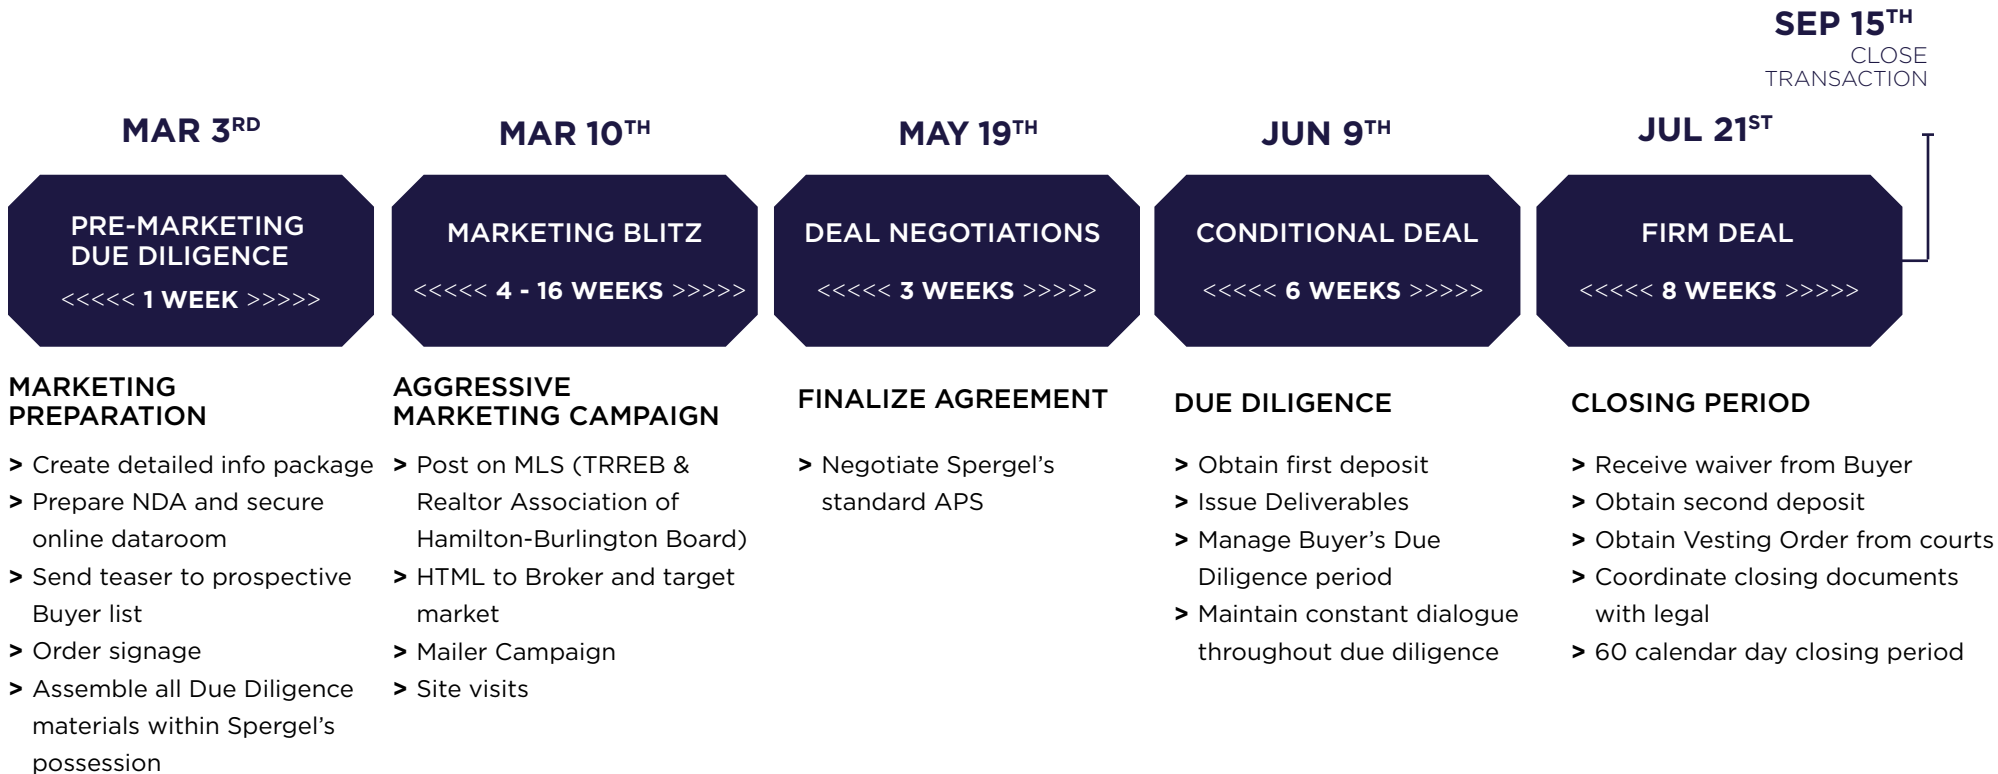 SEP 15TH
CLOSE
TRANSACTION
MAR 3RD
MAR 10TH
MAY 19TH
JUN 9TH
JUL 21ST
PRE-MARKETING
DUE DILIGENCE
<<<<< 1 WEEK >>>>>
MARKETING BLITZ
<<<<< 4 - 16 WEEKS >>>>>
DEAL NEGOTIATIONS
<<<<< 3 WEEKS >>>>>
CONDITIONAL DEAL
<<<<< 6 WEEKS >>>>>
FIRM DEAL
<<<<< 8 WEEKS >>>>>
MARKETING
PREPARATION
> Create detailed info package
> Prepare NDA and secure
online dataroom
> Send teaser to prospective
Buyer list
> Order signage
> Assemble all Due Diligence
materials within Spergel’s
possession
AGGRESSIVE
MARKETING CAMPAIGN
> Post on MLS (TRREB &
Realtor Association of
Hamilton-Burlington Board)
> HTML to Broker and target
market
> Mailer Campaign
> Site visits
FINALIZE AGREEMENT
> Negotiate Spergel’s
standard APS
DUE DILIGENCE
> Obtain first deposit
> Issue Deliverables
> Manage Buyer’s Due
Diligence period
> Maintain constant dialogue
throughout due diligence
CLOSING PERIOD
> Receive waiver from Buyer
> Obtain second deposit
> Obtain Vesting Order from courts
> Coordinate closing documents
with legal
> 60 calendar day closing period